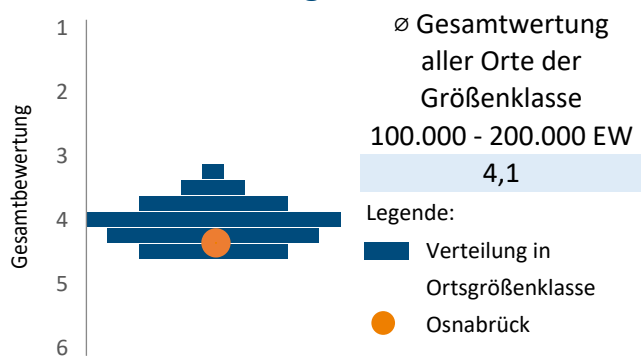 1
2
3
4
5
6
Gesamtbewertung
⌀ Gesamtwertung
aller Orte der
Größenklasse
100.000 - 200.000 EW
4,1
Legende:
Verteilung in
Ortsgrößenklasse
Osnabrück